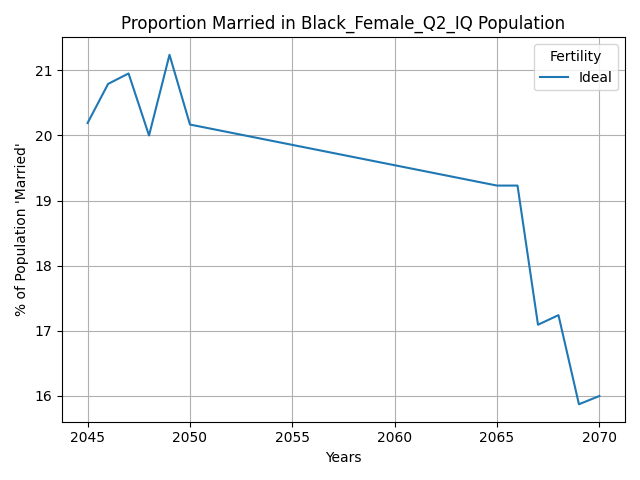 Proportion Married in Black_Female_Q2_IQ Population
Fertility
Ideal
% of Population 'Married'
21
20
19
18
17
16
2045
2050
2055
2060
2065
2070
Years